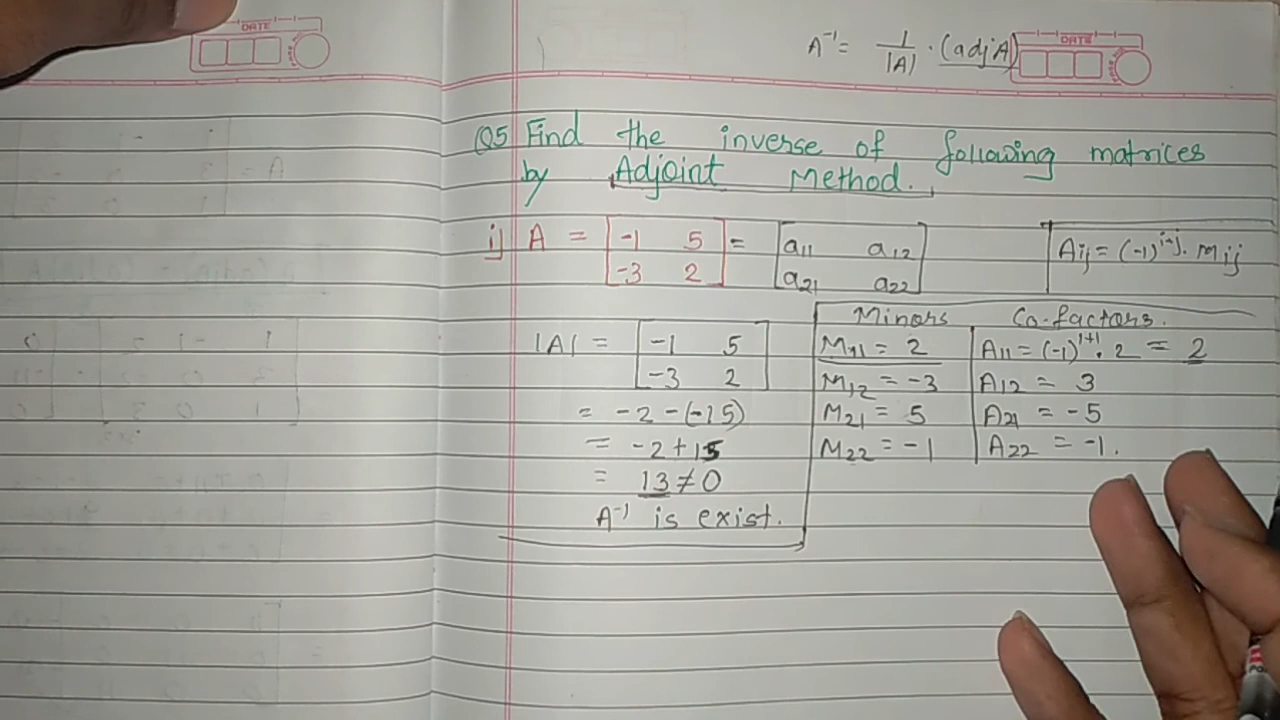 DATE
DATE
A⁻¹ = 1/|A| · (adj A)
Q5 Find the inverse of following matrices
by Adjoint Method.
i) A = [-1 5 -3 2] = [a11 a12 a21 a22]
Aij = (-1)^i+j · Mij
|A| = |-1 5 -3 2|
= -2 - (-15)
= -2 + 15
= 13 ≠ 0
A⁻¹ is exist.
Minors Co-factors.
M11 = 2 A11 = (-1)^1+1 · 2 = 2
M12 = -3 A12 = 3
M21 = 5 A21 = -5
M22 = -1 A22 = -1.